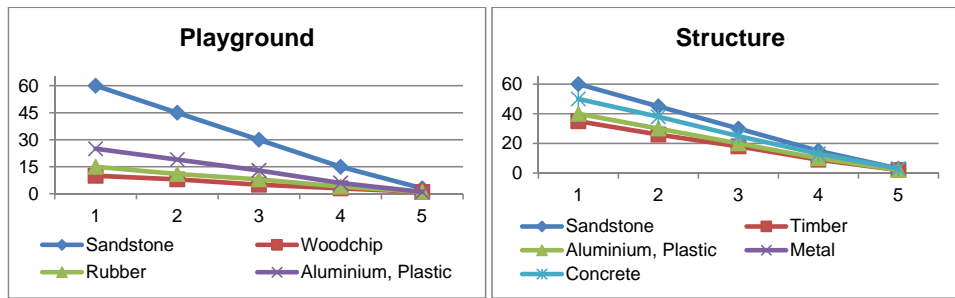 Playground
60
45
30
15
0
1 2 3 4 5
Sandstone Woodchip
Rubber Aluminium, Plastic
Structure
60
40
20
0
1 2 3 4 5
Sandstone Timber
Aluminium, Plastic Metal
Concrete